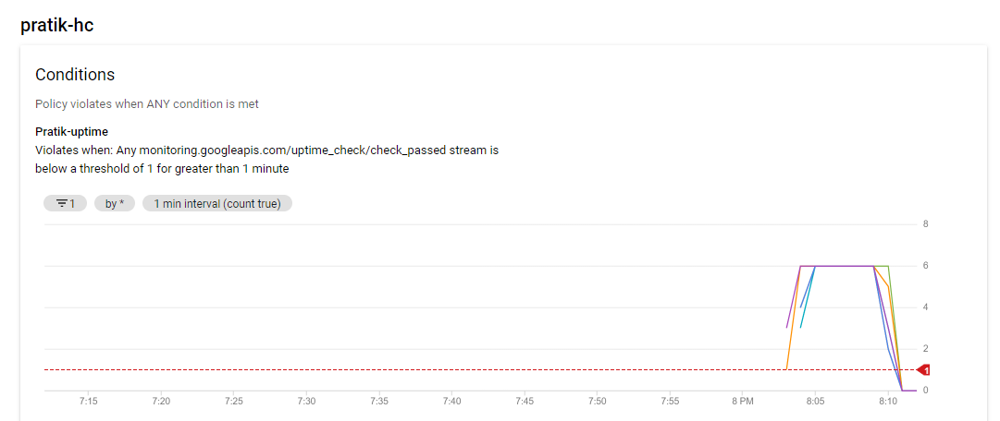 pratik-hc
Conditions
Policy violates when ANY condition is met
Pratik-uptime
Violates when: Any monitoring.googleapis.com/uptime_check/check_passed stream is
below a threshold of 1 for greater than 1 minute
1 by * 1 min interval (count true)
8
6
4
2
1
0
7:15 7:20 7:25 7:30 7:35 7:40 7:45 7:50 7:55 8 PM 8:05 8:10